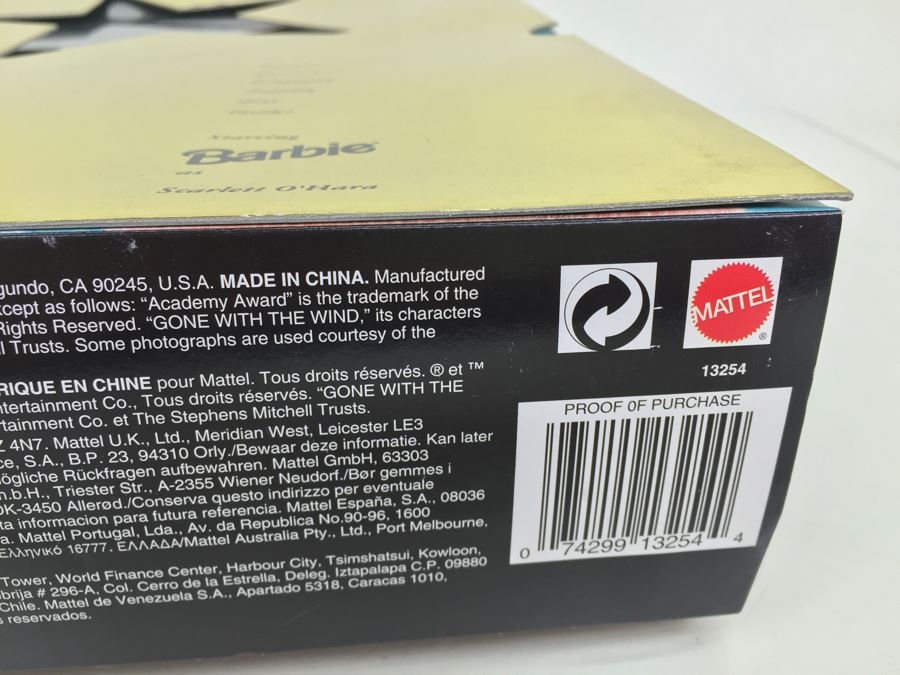 Starring
Barbie
as
Scarlett O'Hara
gundo, CA 90245, U.S.A. MADE IN CHINA. Manufactured
xcept as follows: “Academy Award” is the trademark of the
Rights Reserved. “GONE WITH THE WIND,” its characters
l Trusts. Some photographs are used courtesy of the
RIQUE EN CHINE pour Mattel. Tous droits réservés. ® et ™
ntertainment Co., Tous droits réservés. “GONE WITH THE
rtainment Co. et The Stephens Mitchell Trusts.
Z 4N7. Mattel U.K., Ltd., Meridian West, Leicester LE3
ce, S.A., B.P. 23, 94310 Orly./Bewaar deze informatie. Kan later
ögliche Rückfragen aufbewahren. Mattel GmbH, 63303
n.b.H., Triester Str., A-2355 Wiener Neudorf./Bør gemmes i
DK-3450 Allerød./Conserva questo indirizzo per eventuale
ta informacion para futura referencia. Mattel España, S.A., 08036
a. Mattel Portugal, Lda., Av. da Republica No.90-96, 1600
Ελληνικό 16777. ΕΛΛΑΔΑ/Mattel Australia Pty., Ltd., Port Melbourne,
Tower, World Finance Center, Harbour City, Tsimshatsui, Kowloon,
brija # 296-A, Col. Cerro de la Estrella, Deleg. Iztapalapa C.P. 09880
Chile. Mattel de Venezuela S.A., Apartado 5318, Caracas 1010,
s reservados.
MATTEL
®
13254
PROOF OF PURCHASE
0 74299 13254 4